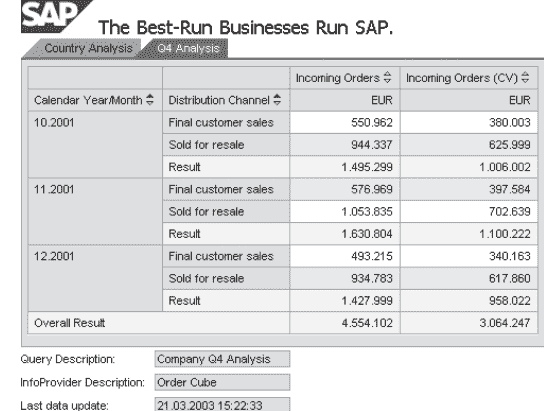 SAP
The Best-Run Businesses Run SAP.
Country Analysis Q4 Analysis
Incoming Orders Incoming Orders (CV)
Calendar Year/Month Distribution Channel EUR EUR
10.2001 Final customer sales 550.962 380.003
Sold for resale 944.337 625.999
Result 1.495.299 1.006.002
11.2001 Final customer sales 576.969 397.584
Sold for resale 1.053.835 702.639
Result 1.630.804 1.100.222
12.2001 Final customer sales 493.215 340.163
Sold for resale 934.783 617.860
Result 1.427.999 958.022
Overall Result 4.554.102 3.064.247
Query Description: Company Q4 Analysis
InfoProvider Description: Order Cube
Last data update: 21.03.2003 15:22:33